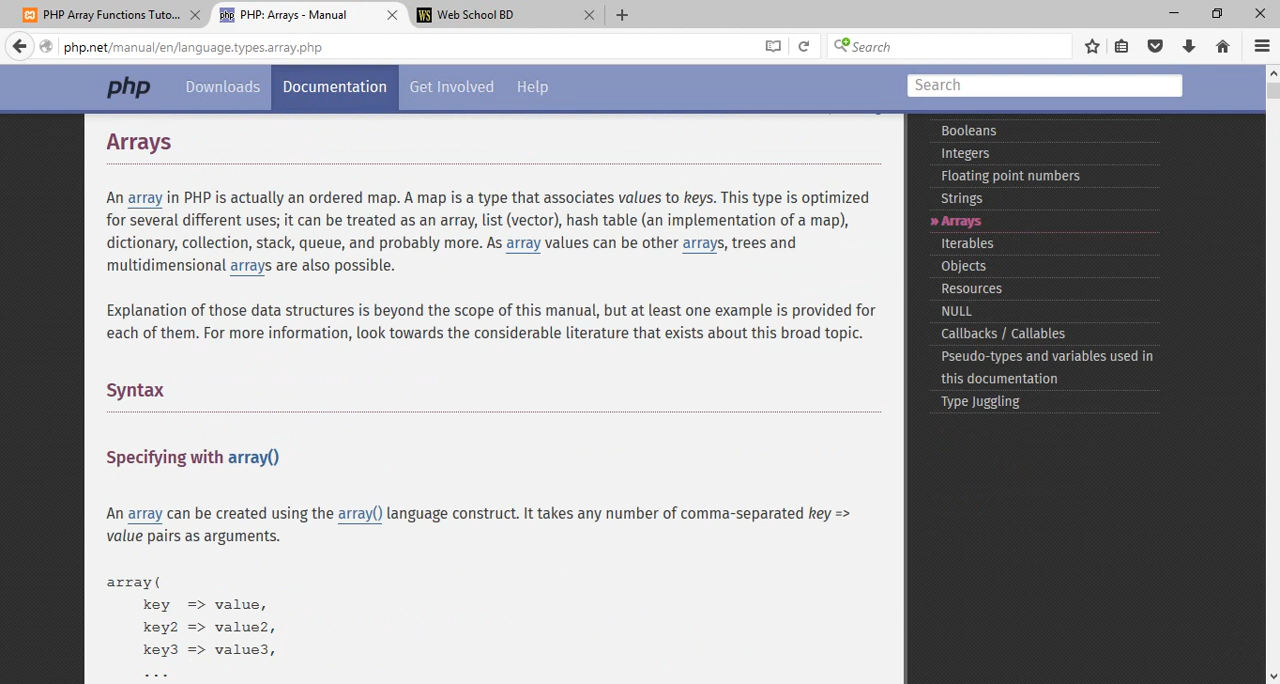 PHP Array Functions Tuto...
PHP: Arrays - Manual
Web School BD
php.net/manual/en/language.types.array.php
Search
php
Downloads
Documentation
Get Involved
Help
Search
Arrays
An array in PHP is actually an ordered map. A map is a type that associates values to keys. This type is optimized
for several different uses; it can be treated as an array, list (vector), hash table (an implementation of a map),
dictionary, collection, stack, queue, and probably more. As array values can be other arrays, trees and
multidimensional arrays are also possible.
Explanation of those data structures is beyond the scope of this manual, but at least one example is provided for
each of them. For more information, look towards the considerable literature that exists about this broad topic.
Syntax
Specifying with array()
An array can be created using the array() language construct. It takes any number of comma-separated key =>
value pairs as arguments.
array(
    key  => value,
    key2 => value2,
    key3 => value3,
    ...
Booleans
Integers
Floating point numbers
Strings
» Arrays
Iterables
Objects
Resources
NULL
Callbacks / Callables
Pseudo-types and variables used in
this documentation
Type Juggling